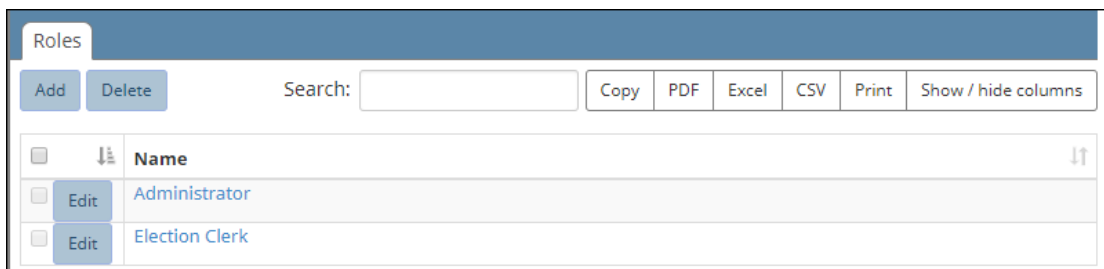 Roles
Add Delete Search: Copy PDF Excel CSV Print Show / hide columns
Name
Edit Administrator
Edit Election Clerk